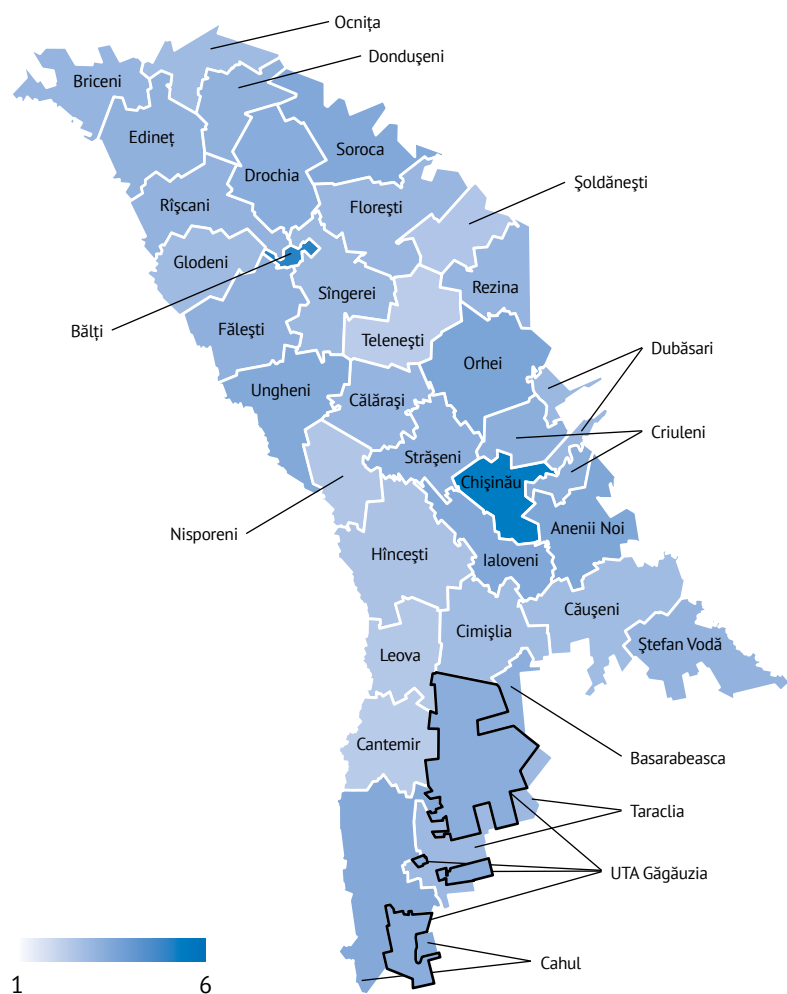 Ocnița
Dondușeni
Briceni
Edineț
Soroca
Drochia
Șoldănești
Rîșcani
Florești
Glodeni
Rezina
Sîngerei
Bălți
Fălești
Telenești
Orhei
Dubăsari
Ungheni
Călărași
Criuleni
Strășeni
Chișinău
Nisporeni
Anenii Noi
Hîncești
Ialoveni
Căușeni
Cimișlia
Ștefan Vodă
Leova
Cantemir
Basarabeasca
Taraclia
UTA Găgăuzia
Cahul
1
6